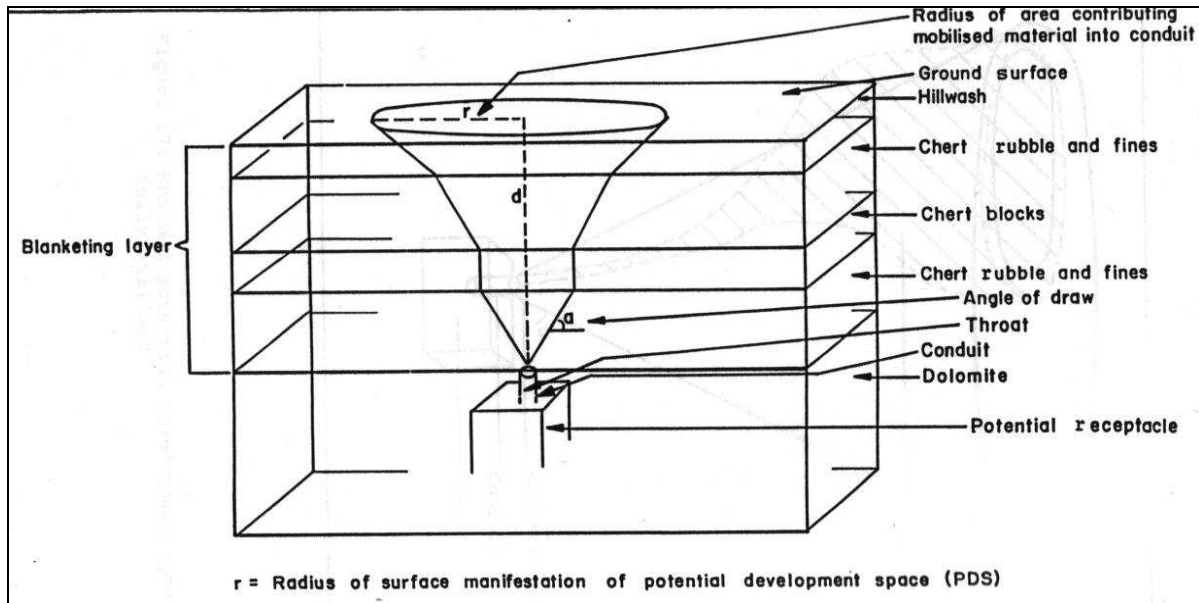 Radius of area contributing
mobilised material into conduit
Ground surface
Hillwash
r
Chert rubble and fines
d
Chert blocks
Blanketing layer
Chert rubble and fines
Angle of draw
a
Throat
Conduit
Dolomite
Potential receptacle
r = Radius of surface manifestation of potential development space (PDS)